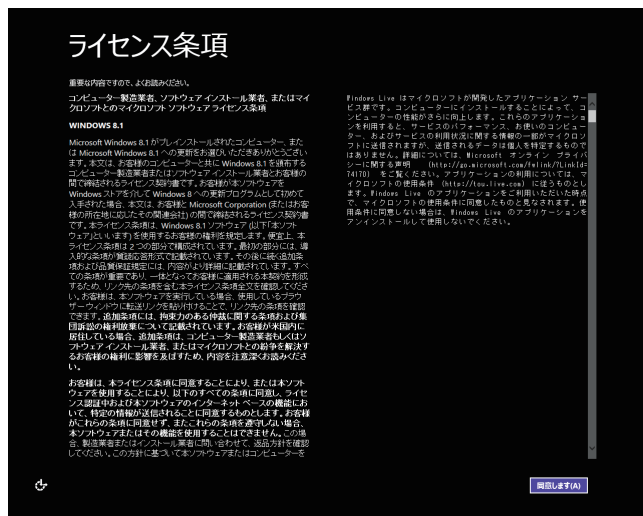 ライセンス条項
重要な内容ですので、よくお読みください。
コンピューター製造業者、ソフトウェア インストール業者、またはマイ
クロソフトとのマイクロソフト ソフトウェア ライセンス条項
WINDOWS 8.1
Microsoft Windows 8.1 がプレインストールされたコンピューター、また
は Microsoft Windows 8.1 への更新をお選びいただきありがとうござい
ます。本文は、お客様のコンピューターと共に Windows 8.1 を頒布する
コンピューター製造業者またはソフトウェア インストール業者とお客様の
間で締結されるライセンス契約書です。お客様が本ソフトウェアを
Windows ストアを介して Windows 8 への更新プログラムとして初めて
入手された場合、本文は、お客様と Microsoft Corporation (またはお客
様の所在地に応じたその関連会社) の間で締結されるライセンス契約書
です。本ライセンス条項は、Windows 8.1 ソフトウェア (以下「本ソフト
ウェア」といいます) を使用するお客様の権利を規定します。便宜上、本
ライセンス条項は 2 つの部分で構成されています。最初の部分には、導
入的な条項が質疑応答形式で記載されています。その後に続く追加条
項および品質保証規定には、内容がより詳細に記載されています。すべ
ての条項が重要であり、一体となってお客様に適用される本契約を形成
するため、リンク先の条項を含む本ライセンス条項全文を確認してくださ
い。お客様は、本ソフトウェアを実行している場合、使用しているブラウ
ザーウィンドウに転送リンクを貼り付けることで、リンク先の条項を確認
できます。追加条項には、拘束力のある仲裁に関する条項および集
団訴訟の権利放棄について記載されています。お客様が米国内に
居住している場合、追加条項は、コンピューター製造業者もしくはソ
フトウェア インストール業者、またはマイクロソフトとの紛争を解決す
るお客様の権利に影響を及ぼすため、内容を注意深くお読みくださ
い。
お客様は、本ライセンス条項に同意することにより、または本ソフト
ウェアを使用することにより、以下のすべての条項に同意し、ライセ
ンス認証中および本ソフトウェアのインターネット ベースの機能にお
いて、特定の情報が送信されることに同意するものとします。お客様
がこれらの条項に同意せず、またこれらの条項を遵守しない場合、
本ソフトウェアまたはその機能を使用することはできません。この場
合、製造業者またはインストール業者に問い合わせて、返品方針を確認
してください。この方針に基づいて本ソフトウェアまたはコンピューターを
Windows Live はマイクロソフトが開発したアプリケーション サー
ビス群です。コンピューターにインストールすることによって、コ
ンピューターの性能がさらに向上します。これらのアプリケーショ
ンを利用すると、サービスのパフォーマンス、お使いのコンピュー
ター、およびサービスの利用状況に関する情報の一部がマイクロソ
フトに送信されますが、送信されるデータは個人を特定するもので
はありません。詳細については、Microsoft オンライン プライバ
シーに関する声明 (http://go.microsoft.com/fwlink/?LinkId=
74170) をご覧ください。アプリケーションの利用については、マ
イクロソフトの使用条件 (http://tou.live.com) に従うものとし
ます。Windows Live のアプリケーションをご利用いただいた時点
で、マイクロソフトの使用条件に同意したものと見なされます。使
用条件に同意しない場合は、Windows Live のアプリケーションを
アンインストールして使用しないでください。
同意します(A)